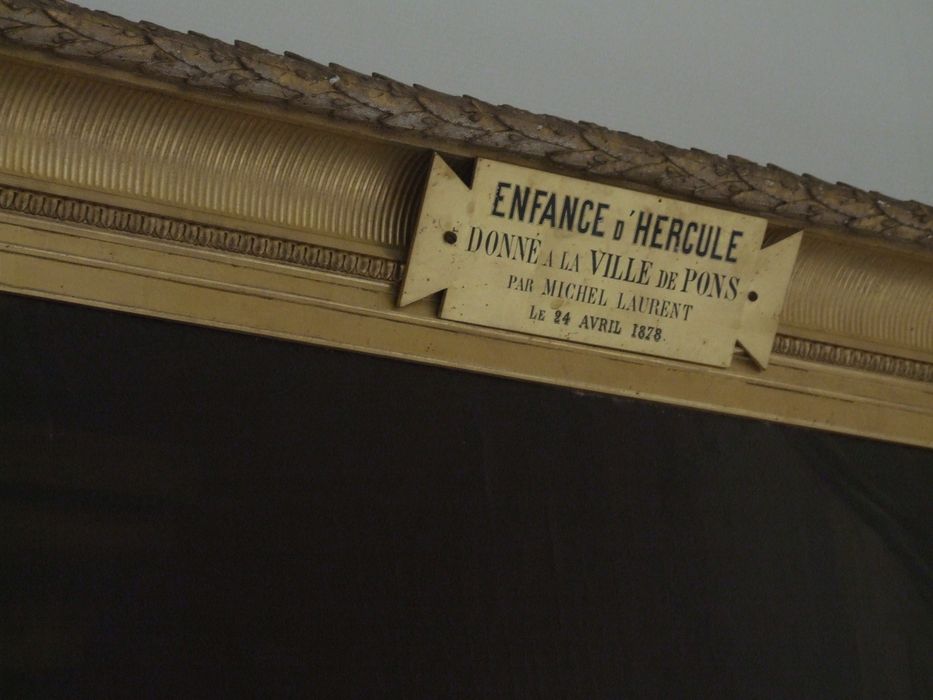 ENFANCE D'HERCULE
DONNÉ A LA VILLE DE PONS
PAR MICHEL LAURENT
LE 24 AVRIL 1878.